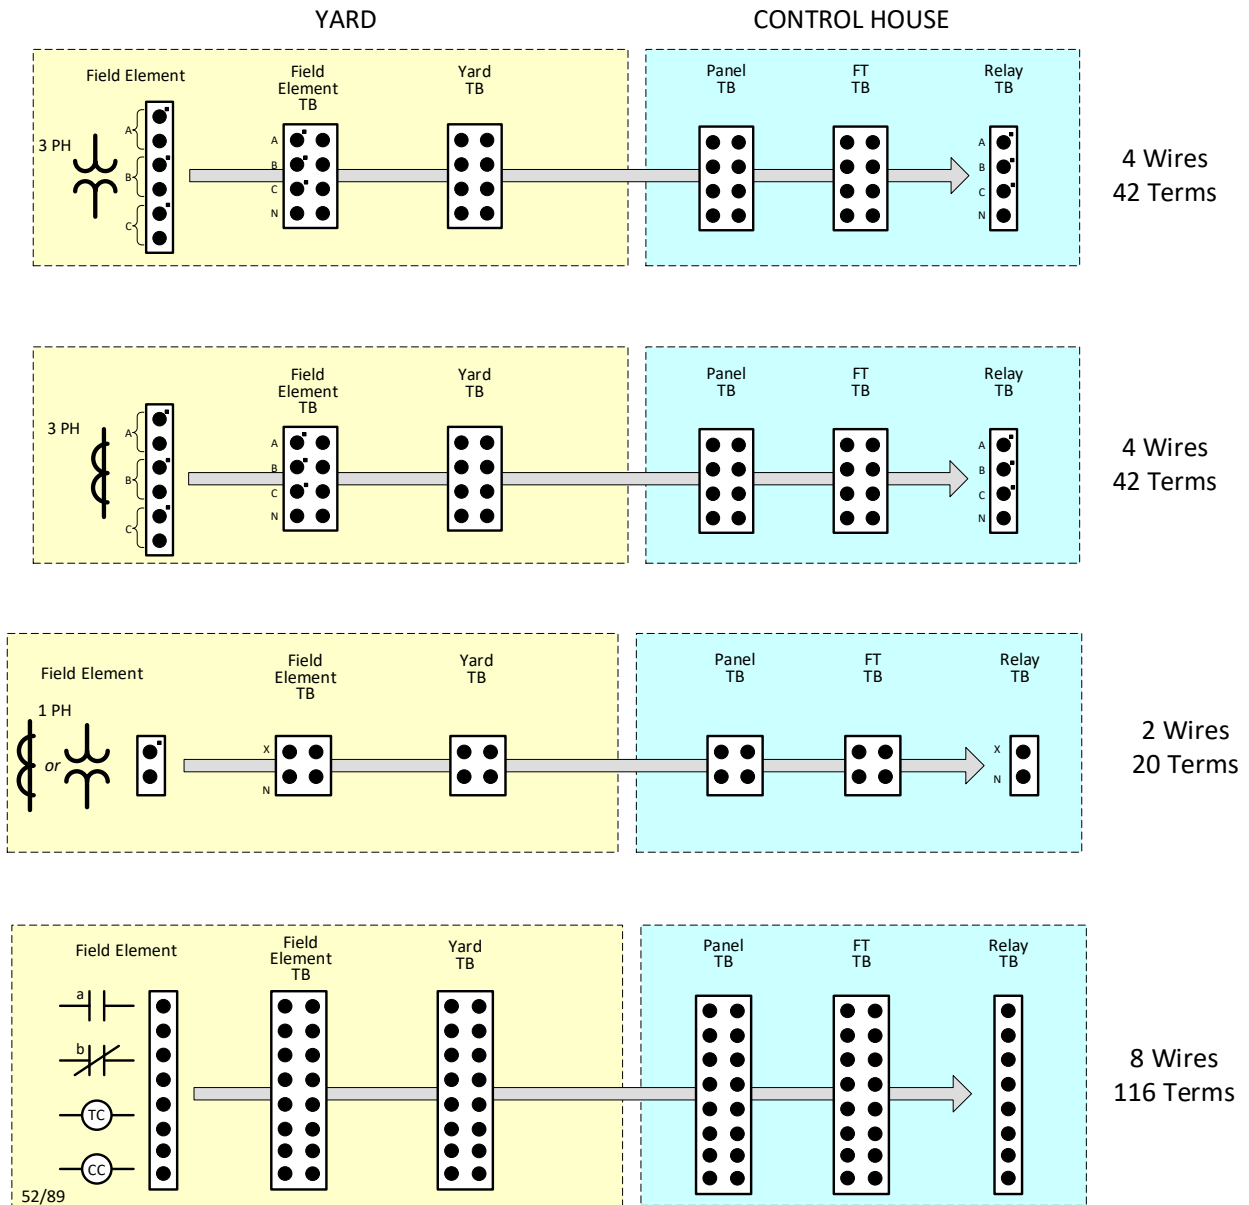 YARD
CONTROL HOUSE
Field Element
Field
Element
TB
Yard
TB
Panel
TB
FT
TB
Relay
TB
3 PH
A
B
C
A
B
C
N
A
B
C
N
4 Wires
42 Terms
Field
Element
TB
Yard
TB
Panel
TB
FT
TB
Relay
TB
3 PH
A
B
C
A
B
C
N
A
B
C
N
4 Wires
42 Terms
Field Element
Field
Element
TB
Yard
TB
Panel
TB
FT
TB
Relay
TB
1 PH
or
X
N
X
N
2 Wires
20 Terms
Field Element
Field
Element
TB
Yard
TB
Panel
TB
FT
TB
Relay
TB
a
b
TC
CC
52/89
8 Wires
116 Terms